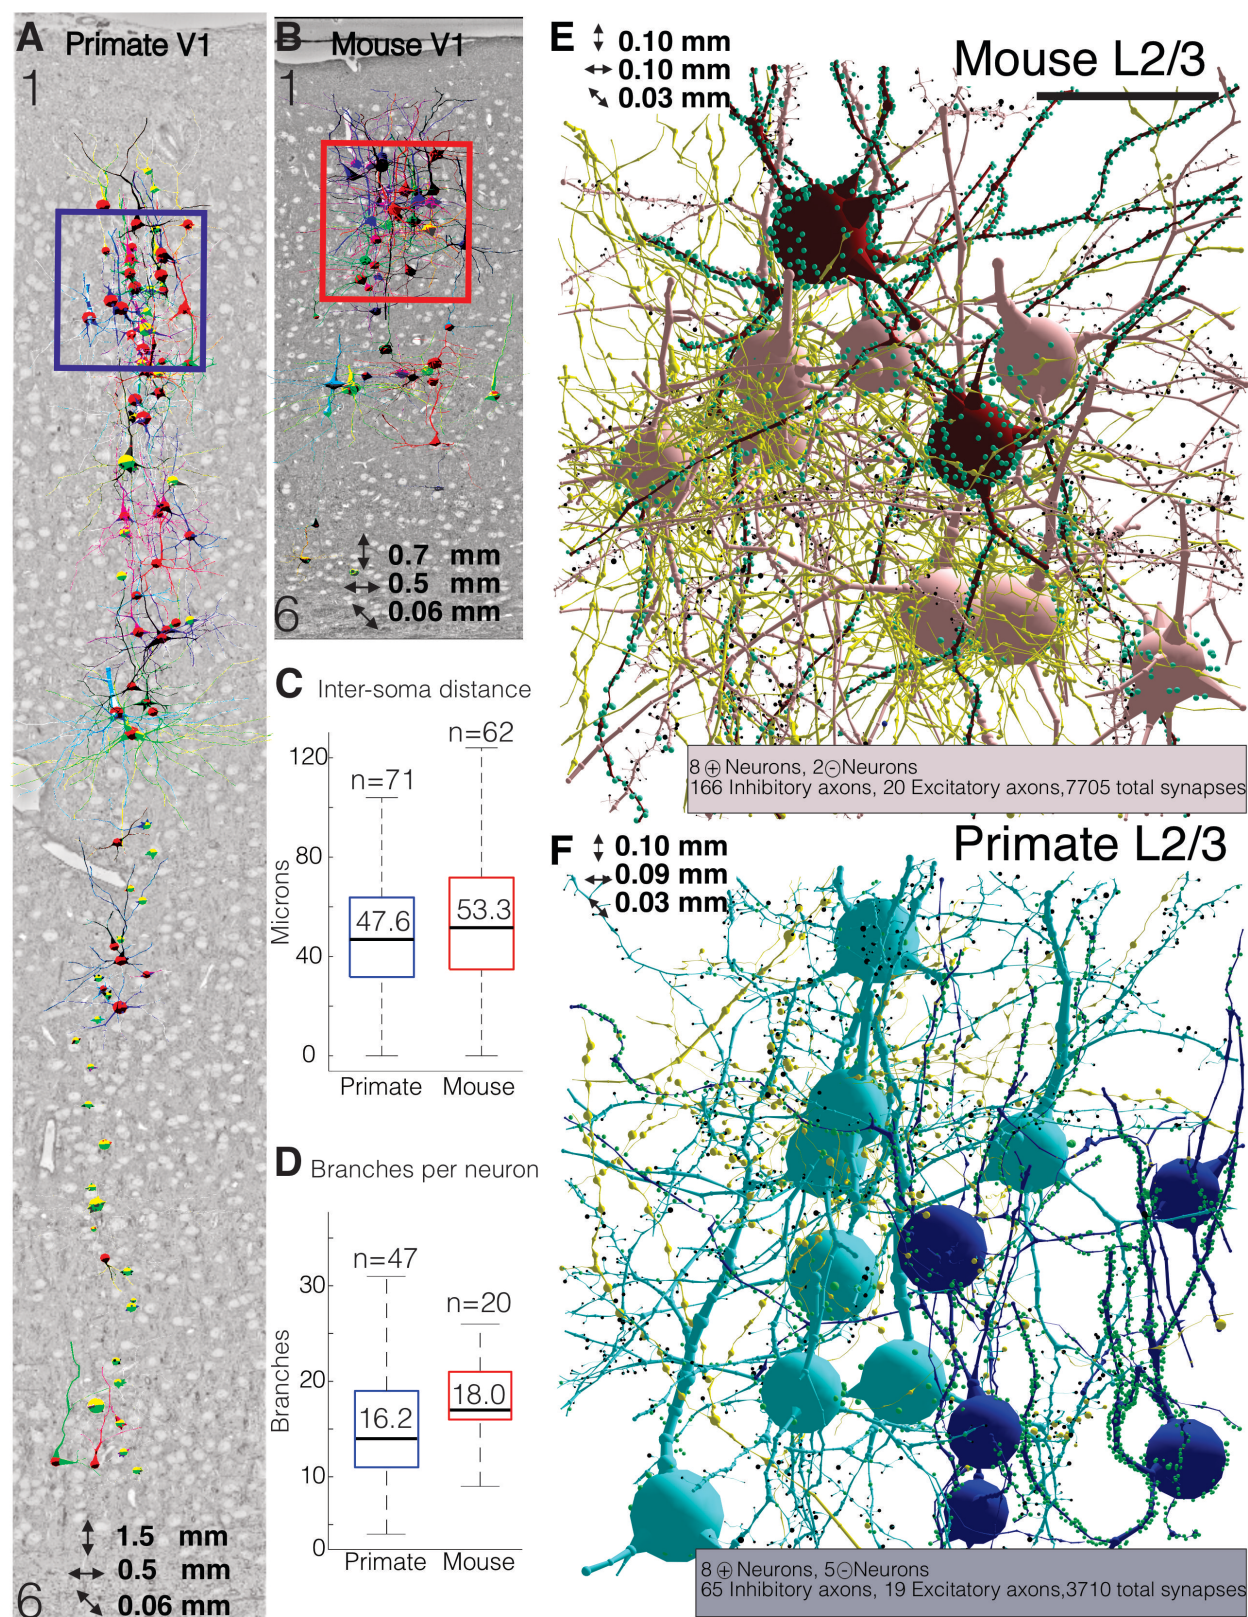 A Primate V1
1
1.5 mm
0.5 mm
0.06 mm
6
B Mouse V1
1
0.7 mm
0.5 mm
0.06 mm
6
C Inter-soma distance
n=62
n=71
120
80
40
0
Microns
47.6
53.3
Primate Mouse
D Branches per neuron
n=47
n=20
30
20
10
0
Branches
16.2
18.0
Primate Mouse
E
0.10 mm
0.10 mm
0.03 mm
Mouse L2/3
8 ⊕ Neurons, 2⊖Neurons
166 Inhibitory axons, 20 Excitatory axons,7705 total synapses
F
0.10 mm
0.09 mm
0.03 mm
Primate L2/3
8 ⊕ Neurons, 5⊖Neurons
65 Inhibitory axons, 19 Excitatory axons,3710 total synapses